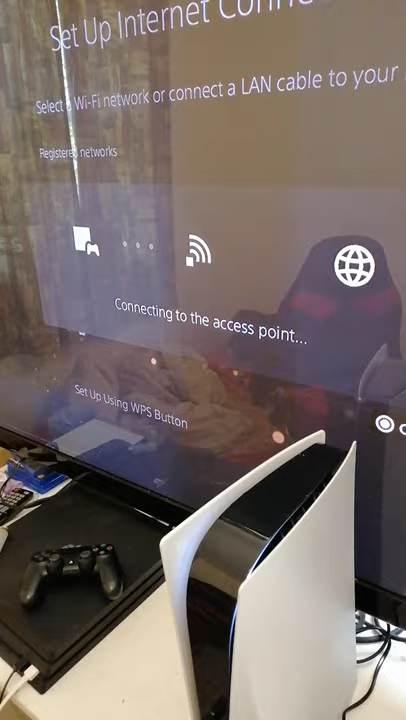 Set Up Internet Conne
Select a Wi-Fi network or connect a LAN cable to your
Registered networks
Connecting to the access point...
Set Up Using WPS Button